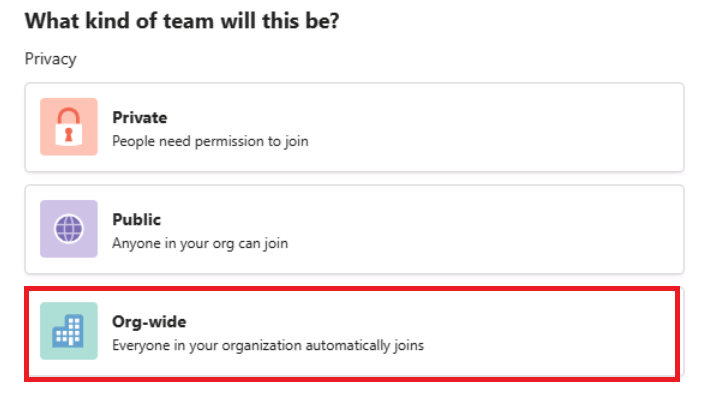 What kind of team will this be?
Privacy
Private
People need permission to join
Public
Anyone in your org can join
Org-wide
Everyone in your organization automatically joins